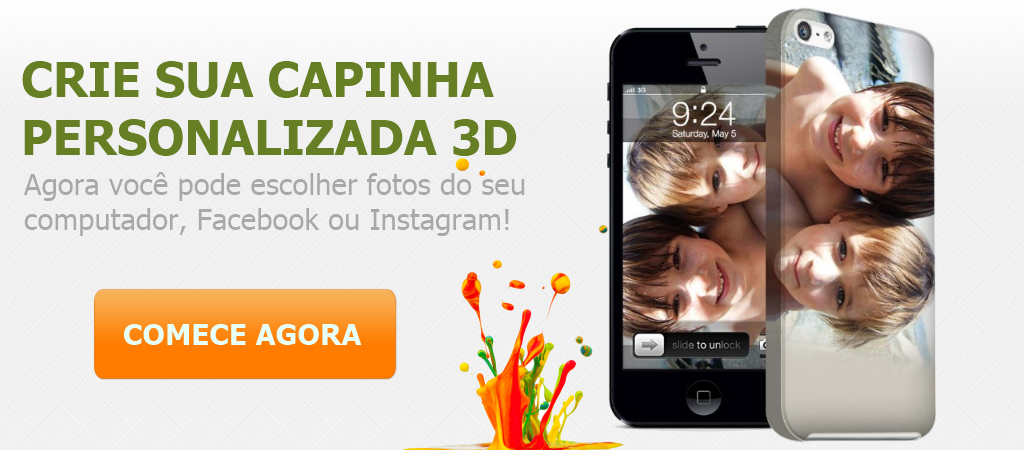 CRIE SUA CAPINHA
PERSONALIZADA 3D
Agora você pode escolher fotos do seu
computador, Facebook ou Instagram!
COMECE AGORA
3G
9:24
Saturday, May 5
slide to unlock